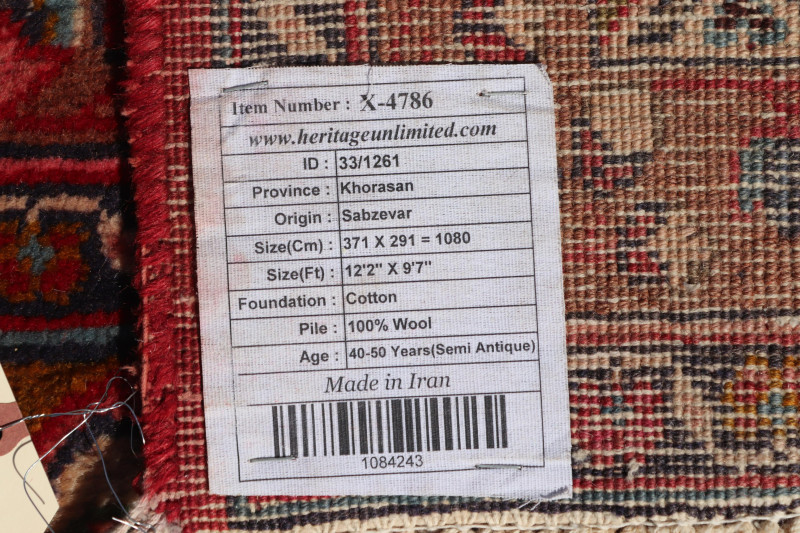 Item Number : X-4786
www.heritageunlimited.com
ID : 33/1261
Province : Khorasan
Origin : Sabzevar
Size(Cm) : 371 X 291 = 1080
Size(Ft) : 12'2" X 9'7"
Foundation : Cotton
Pile : 100% Wool
Age : 40-50 Years(Semi Antique)
Made in Iran
1084243